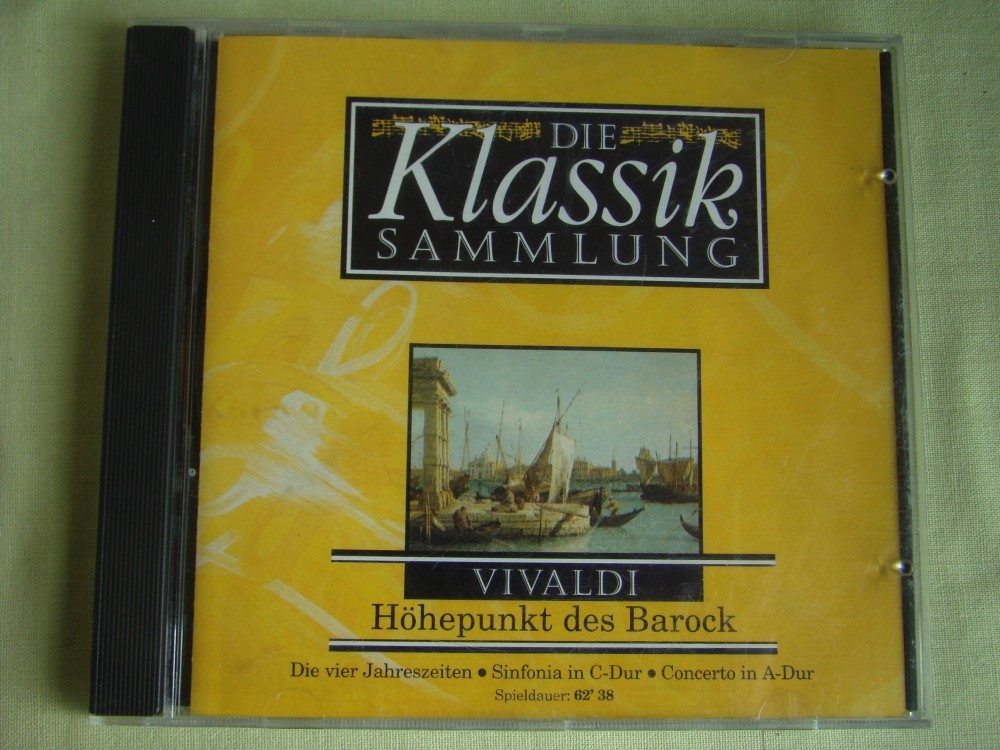 DIE
Klassik
SAMMLUNG
VIVALDI
Höhepunkt des Barock
Die vier Jahreszeiten • Sinfonia in C-Dur • Concerto in A-Dur
Spieldauer: 62' 38